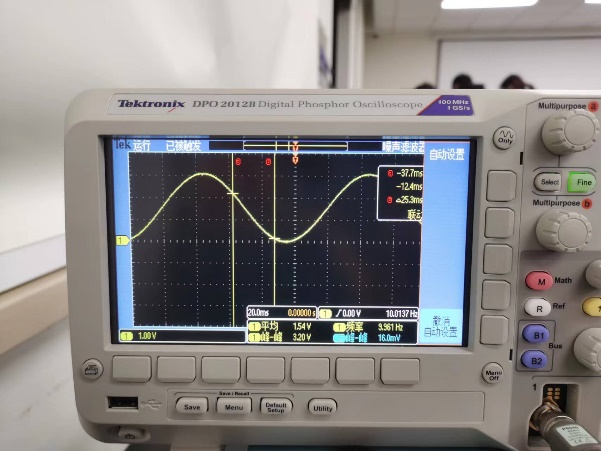 Tektronix DPO 2012B Digital Phosphor Oscilloscope 100 MHz 1 GS/s
Tek 运行 已被触发 噪声滤波器
自动设置
a -37.7ms
-12.4ms
b △25.3ms
联动
1
20.0ms 0.00000 s 1 / 0.00 V 10.0137 Hz
1 平均 1.54 V 1 频率 9.961 Hz
1 峰-峰 3.20 V 峰-峰 16.0mV
1 1.00 V
撤消
自动设置
Only
Multipurpose a
Select Fine
Multipurpose b
M Math
R Ref
B1
Bus
B2
Menu Off
1
Save / Recall
Save Menu Default Setup Utility